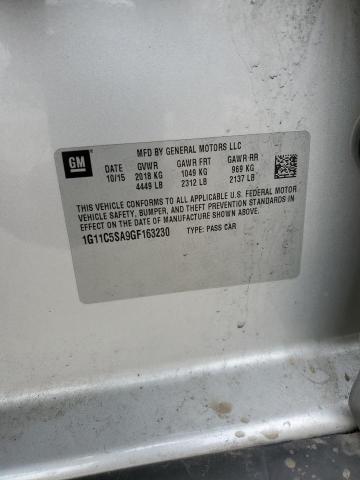 GM
MFD BY GENERAL MOTORS LLC
DATE GVWR GAWR FRT GAWR RR
10/15 2018 KG 1049 KG 969 KG
4449 LB 2312 LB 2137 LB
THIS VEHICLE CONFORMS TO ALL APPLICABLE U.S. FEDERAL MOTOR
VEHICLE SAFETY, BUMPER, AND THEFT PREVENTION STANDARDS IN
EFFECT ON THE DATE OF MANUFACTURE SHOWN ABOVE.
1G11C5SA9GF163230 TYPE: PASS CAR